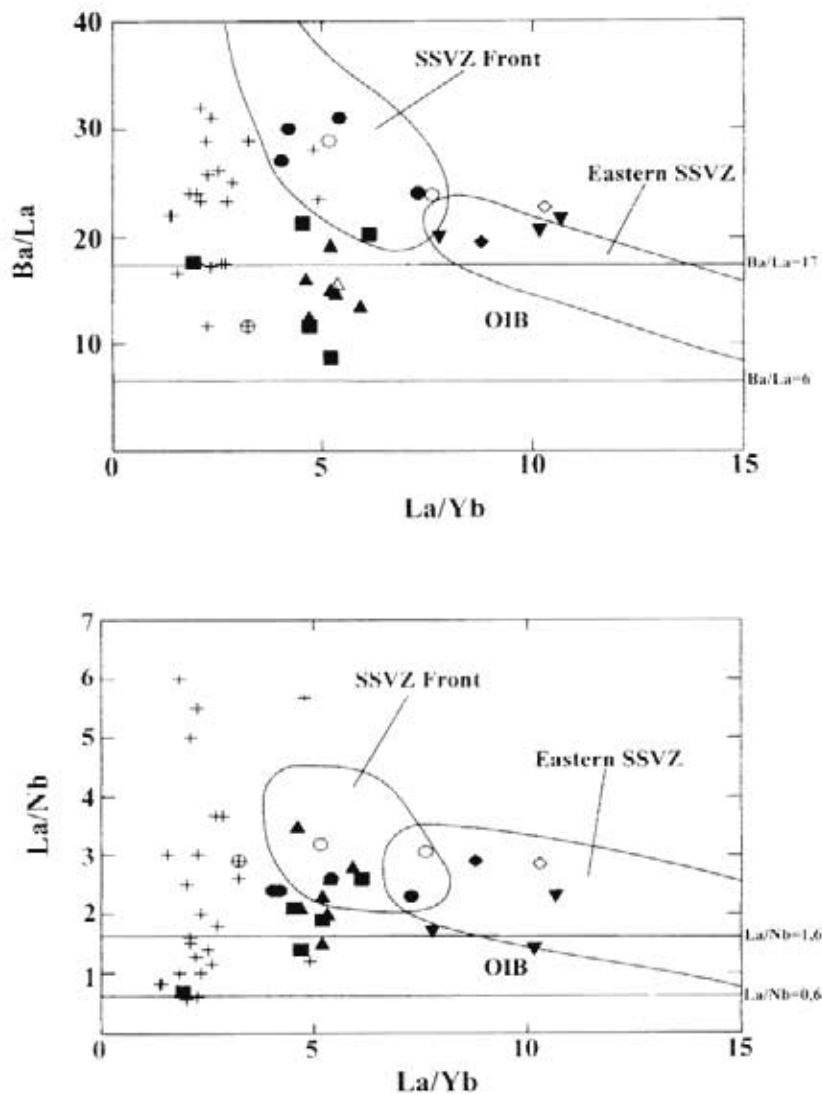 40
SSVZ Front
30
Eastern SSVZ
Ba/La
20
Ba/La=17
OIB
10
Ba/La=6
0 5 10 15
La/Yb
7
6
SSVZ Front
5
Eastern SSVZ
4
La/Nb
3
2
La/Nb=1,6
OIB
1
La/Nb=0,6
0 5 10 15
La/Yb